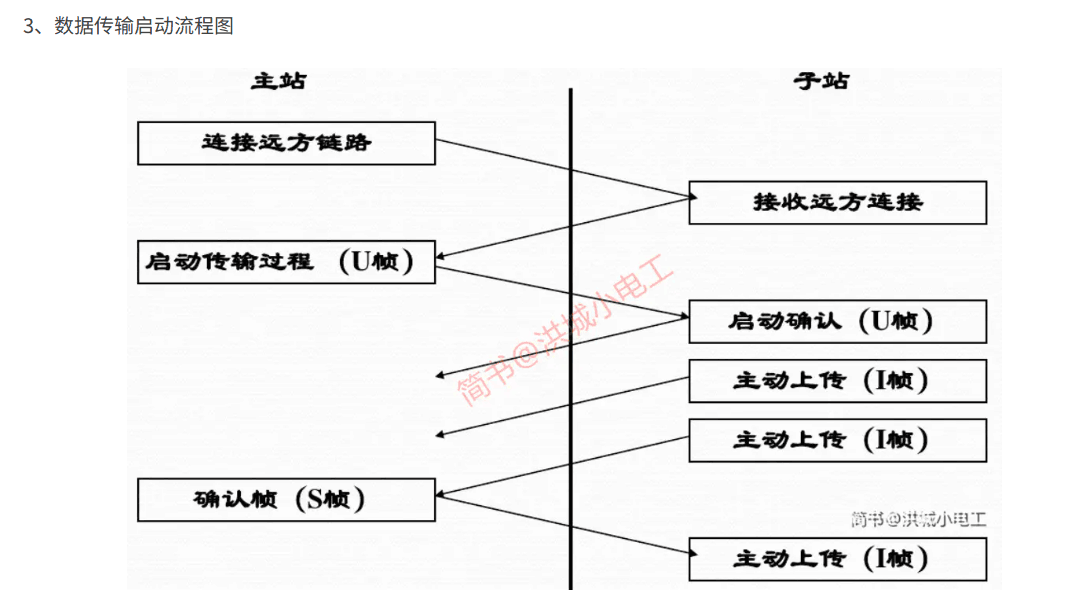 3、数据传输启动流程图
主站
子站
连接远方链路
接收远方连接
启动传输过程 (U帧)
启动确认 (U帧)
主动上传 (I帧)
主动上传 (I帧)
确认帧 (S帧)
主动上传 (I帧)
简书@洪城小电工
简书@洪城小电工